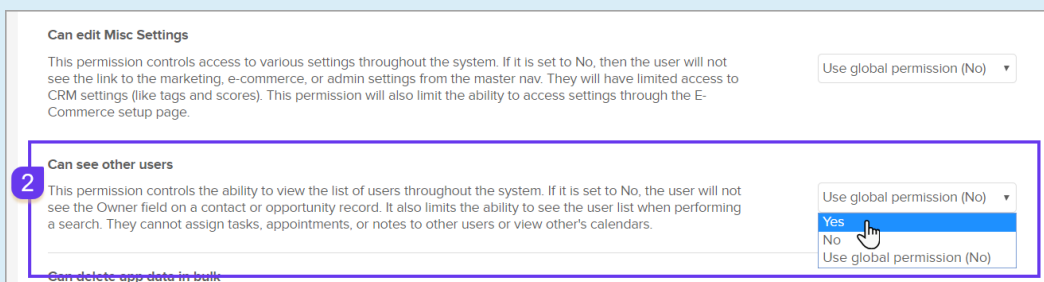 Can edit Misc Settings
This permission controls access to various settings throughout the system. If it is set to No, then the user will not
see the link to the marketing, e-commerce, or admin settings from the master nav. They will have limited access to
CRM settings (like tags and scores). This permission will also limit the ability to access settings through the E-
Commerce setup page.
Use global permission (No)
Can see other users
2
This permission controls the ability to view the list of users throughout the system. If it is set to No, the user will not
see the Owner field on a contact or opportunity record. It also limits the ability to see the user list when performing
a search. They cannot assign tasks, appointments, or notes to other users or view other's calendars.
Use global permission (No)
Yes
No
Use global permission (No)
Can delete app data in bulk